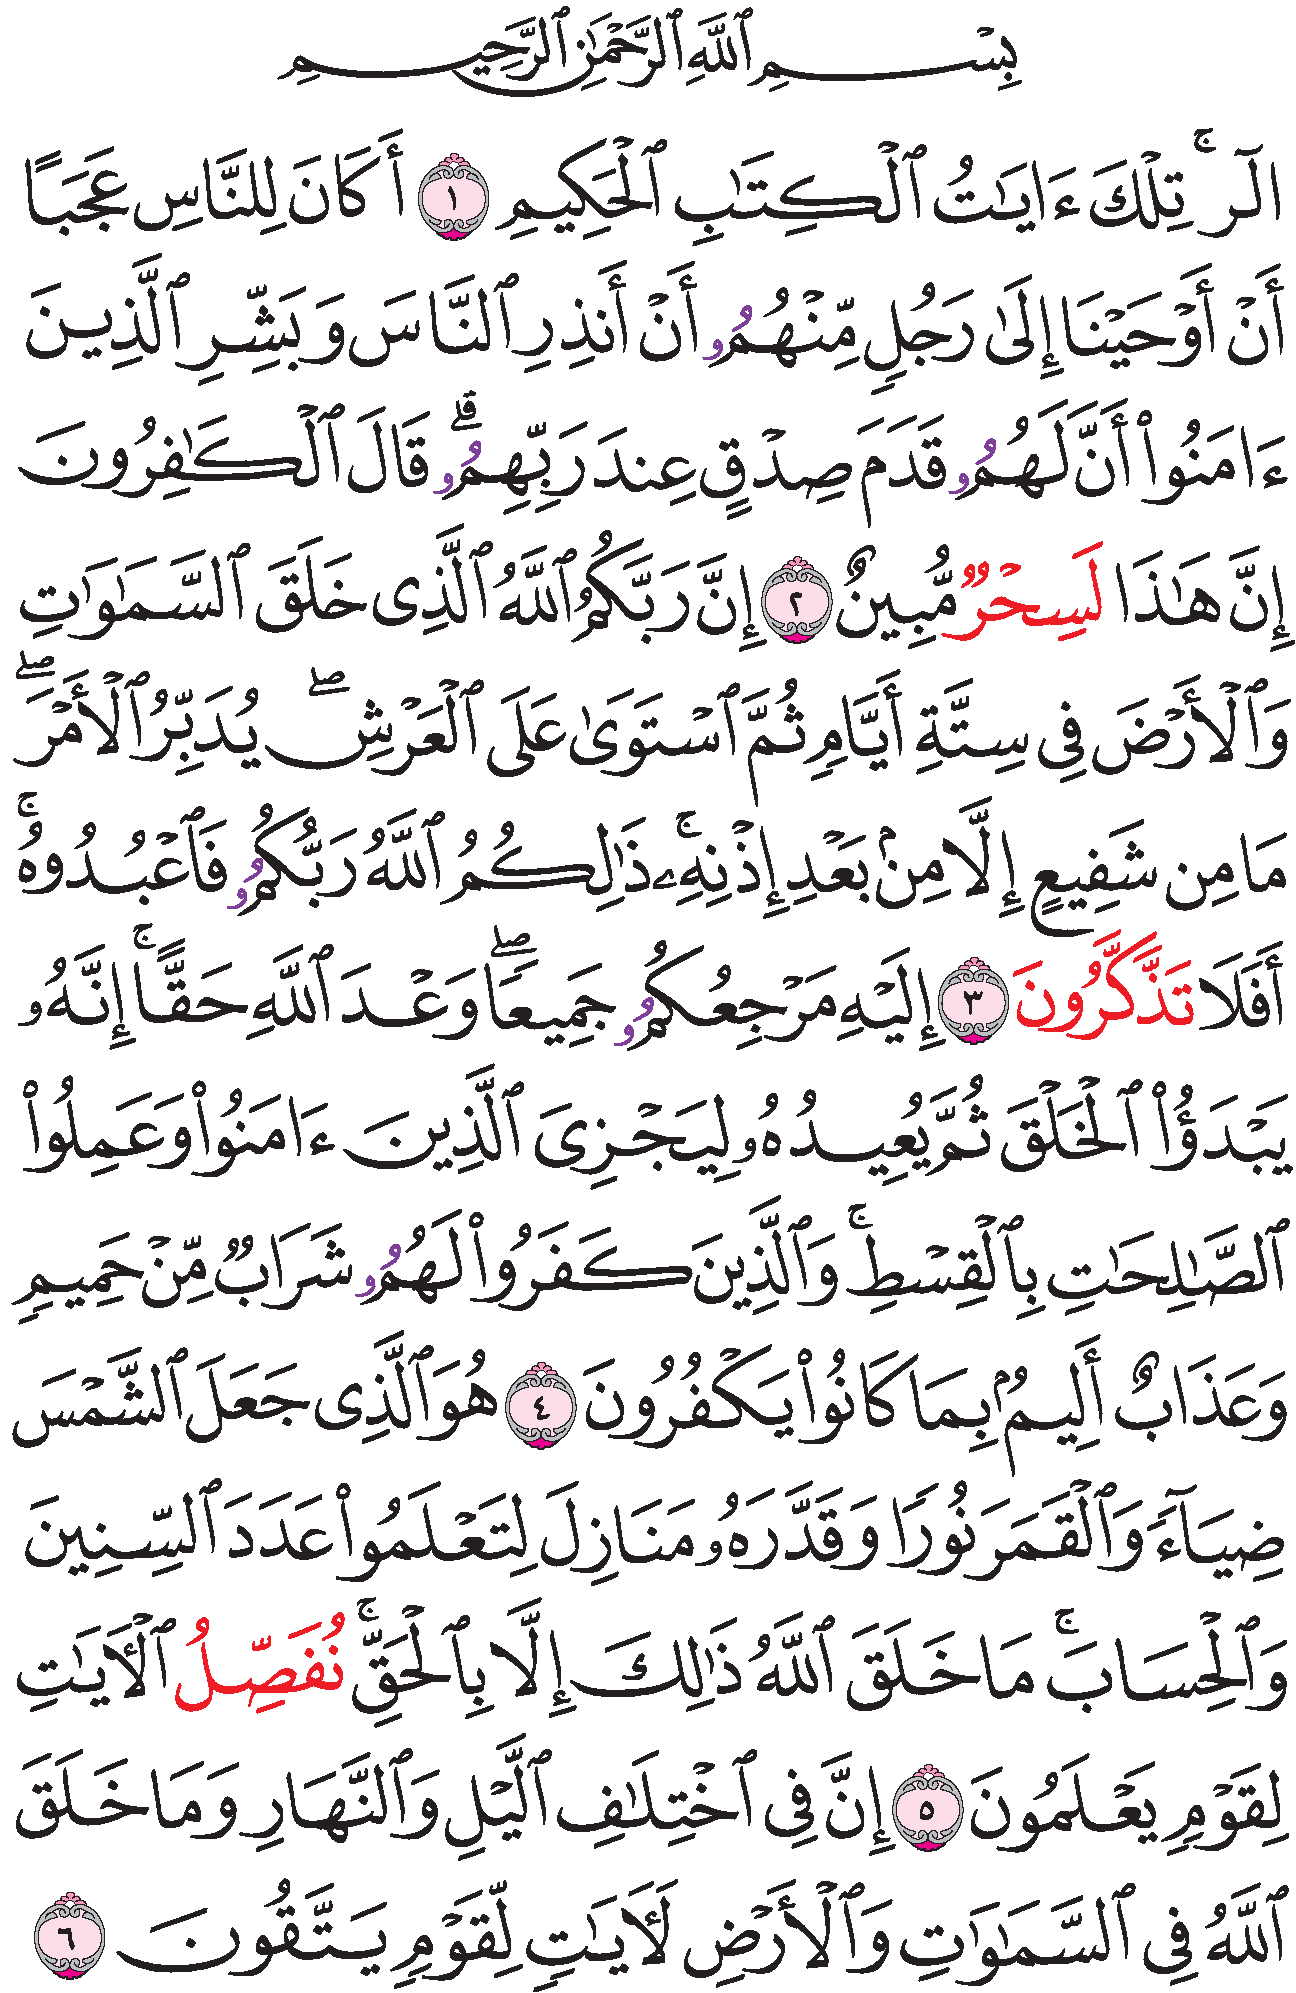 بِسْمِ ٱللَّهِ ٱلرَّحْمَٰنِ ٱلرَّحِيمِ
الٓر ۚ تِلْكَ ءَايَٰتُ ٱلْكِتَٰبِ ٱلْحَكِيمِ ١ أَكَانَ لِلنَّاسِ عَجَبًا
أَنْ أَوْحَيْنَا إِلَىٰ رَجُلٍ مِّنْهُمُۥ أَنْ أَنذِرِ ٱلنَّاسَ وَبَشِّرِ ٱلَّذِينَ
ءَامَنُوا۟ أَنَّ لَهُمُۥ قَدَمَ صِدْقٍ عِندَ رَبِّهِمُۥ ۗ قَالَ ٱلْكَٰفِرُونَ
إِنَّ هَٰذَا لَسِحْرٌ مُّبِينٌ ٢ إِنَّ رَبَّكُمُ ٱللَّهُ ٱلَّذِى خَلَقَ ٱلسَّمَٰوَٰتِ
وَٱلْأَرْضَ فِى سِتَّةِ أَيَّامٍ ثُمَّ ٱسْتَوَىٰ عَلَى ٱلْعَرْشِ ۖ يُدَبِّرُ ٱلْأَمْرَ ۖ
مَا مِن شَفِيعٍ إِلَّا مِنۢ بَعْدِ إِذْنِهِۦ ۚ ذَٰلِكُمُ ٱللَّهُ رَبُّكُمُۥ فَٱعْبُدُوهُ ۚ
أَفَلَا تَذَّكَّرُونَ ٣ إِلَيْهِ مَرْجِعُكُمُۥ جَمِيعًا ۖ وَعْدَ ٱللَّهِ حَقًّا ۚ إِنَّهُۥ
يَبْدَؤُا۟ ٱلْخَلْقَ ثُمَّ يُعِيدُهُۥ لِيَجْزِىَ ٱلَّذِينَ ءَامَنُوا۟ وَعَمِلُوا۟
ٱلصَّٰلِحَٰتِ بِٱلْقِسْطِ ۚ وَٱلَّذِينَ كَفَرُوا۟ لَهُمُۥ شَرَابٌ مِّنْ حَمِيمٍ
وَعَذَابٌ أَلِيمٌۢ بِمَا كَانُوا۟ يَكْفُرُونَ ٤ هُوَ ٱلَّذِى جَعَلَ ٱلشَّمْسَ
ضِيَآءً وَٱلْقَمَرَ نُورًا وَقَدَّرَهُۥ مَنَازِلَ لِتَعْلَمُوا۟ عَدَدَ ٱلسِّنِينَ
وَٱلْحِسَابَ ۚ مَا خَلَقَ ٱللَّهُ ذَٰلِكَ إِلَّا بِٱلْحَقِّ ۚ نُفَصِّلُ ٱلْأَيَٰتِ
لِقَوْمٍ يَعْلَمُونَ ٥ إِنَّ فِى ٱخْتِلَٰفِ ٱلَّيْلِ وَٱلنَّهَارِ وَمَا خَلَقَ
ٱللَّهُ فِى ٱلسَّمَٰوَٰتِ وَٱلْأَرْضِ لَأَيَٰتٍ لِّقَوْمٍ يَتَّقُونَ ٦